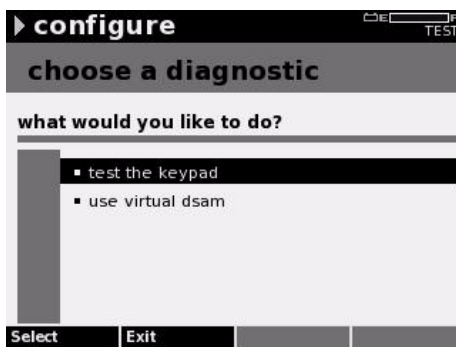 configure
E F
TEST
choose a diagnostic
what would you like to do?
test the keypad
use virtual dsam
Select Exit